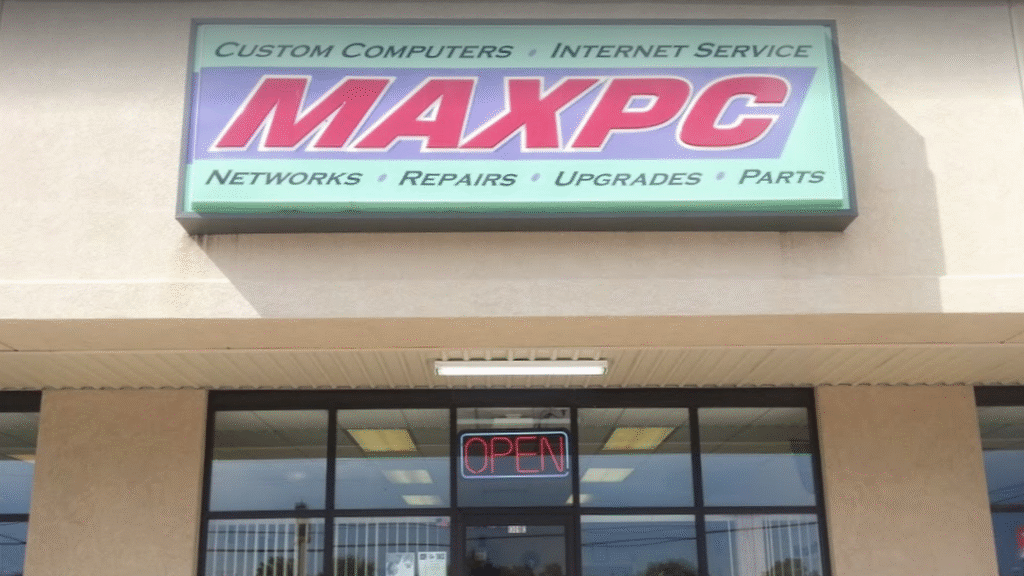 CUSTOM COMPUTERS • INTERNET SERVICE
MAXPC
NETWORKS • REPAIRS • UPGRADES • PARTS
OPEN